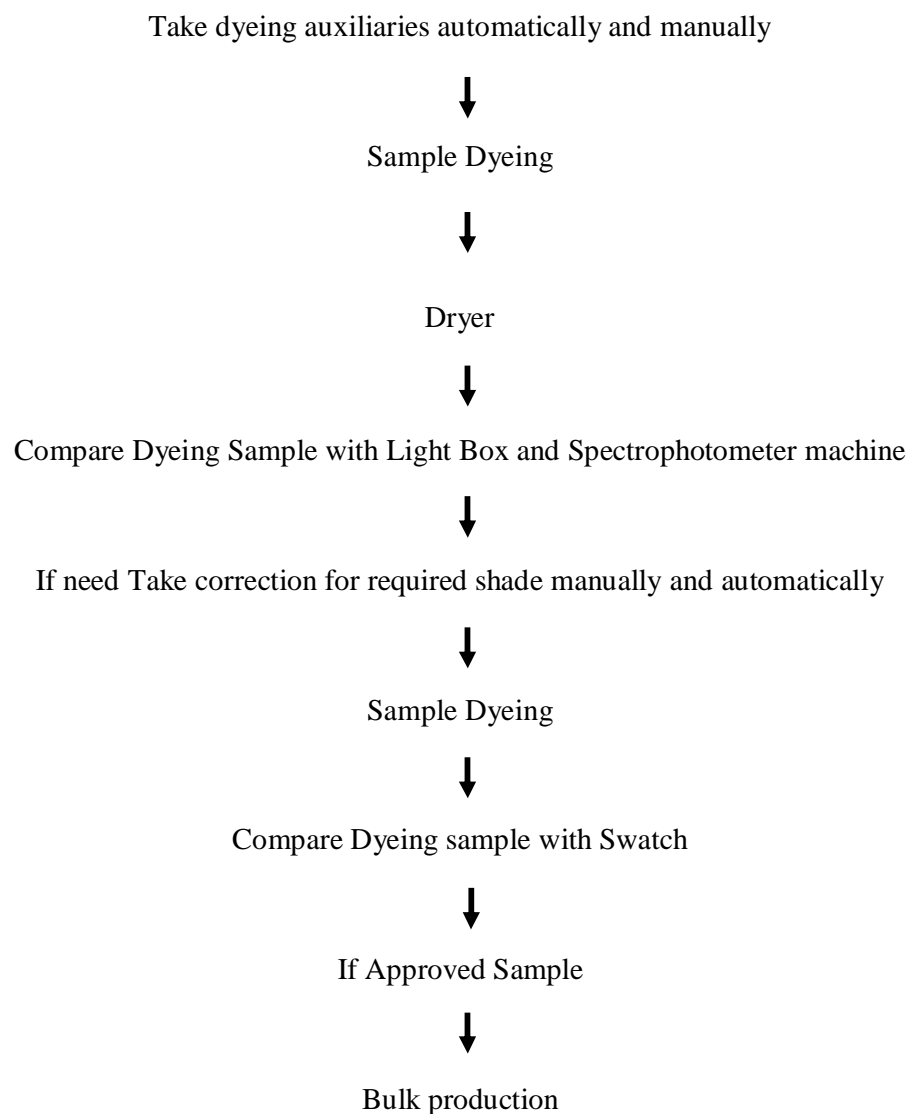 Take dyeing auxiliaries automatically and manually
Sample Dyeing
Dryer
Compare Dyeing Sample with Light Box and Spectrophotometer machine
If need Take correction for required shade manually and automatically
Sample Dyeing
Compare Dyeing sample with Swatch
If Approved Sample
Bulk production